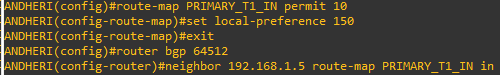 ANDHERI(config)#route-map PRIMARY_T1_IN permit 10
ANDHERI(config-route-map)#set local-preference 150
ANDHERI(config-route-map)#exit
ANDHERI(config)#router bgp 64512
ANDHERI(config-router)#neighbor 192.168.1.5 route-map PRIMARY_T1_IN in